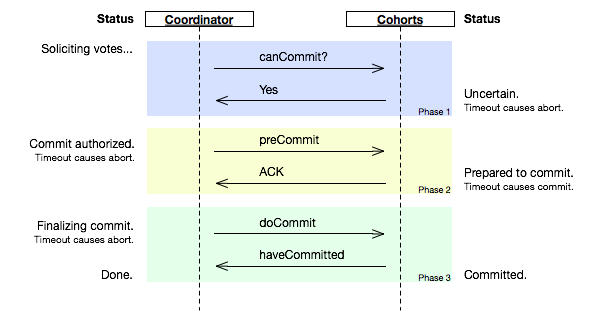 Status Coordinator Cohorts Status
Soliciting votes...
canCommit?
Yes
Uncertain.
Timeout causes abort.
Phase 1
Commit authorized.
Timeout causes abort.
preCommit
ACK
Prepared to commit.
Timeout causes commit.
Phase 2
Finalizing commit.
Timeout causes abort.
doCommit
haveCommitted
Done.
Phase 3
Committed.